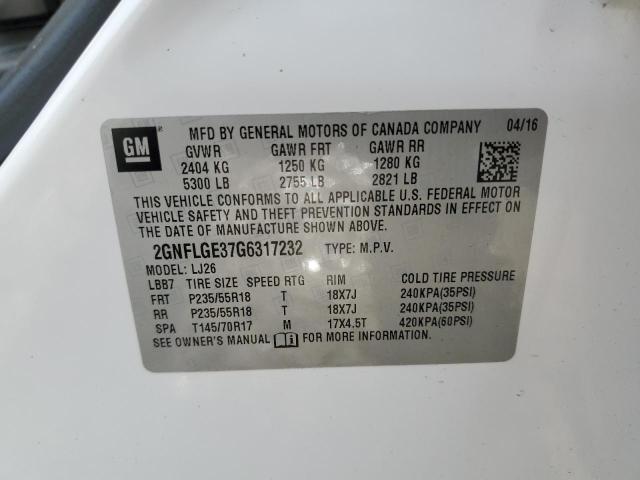 GM
MFD BY GENERAL MOTORS OF CANADA COMPANY 04/16
GVWR GAWR FRT GAWR RR
2404 KG 1250 KG 1280 KG
5300 LB 2755 LB 2821 LB
THIS VEHICLE CONFORMS TO ALL APPLICABLE U.S. FEDERAL MOTOR
VEHICLE SAFETY AND THEFT PREVENTION STANDARDS IN EFFECT ON
THE DATE OF MANUFACTURE SHOWN ABOVE.
2GNFLGE37G6317232 TYPE: M.P.V.
MODEL: LJ26
LBB7 TIRE SIZE SPEED RTG RIM COLD TIRE PRESSURE
FRT P235/55R18 T 18X7J 240KPA(35PSI)
RR P235/55R18 T 18X7J 240KPA(35PSI)
SPA T145/70R17 M 17X4.5T 420KPA(60PSI)
SEE OWNER'S MANUAL FOR MORE INFORMATION.